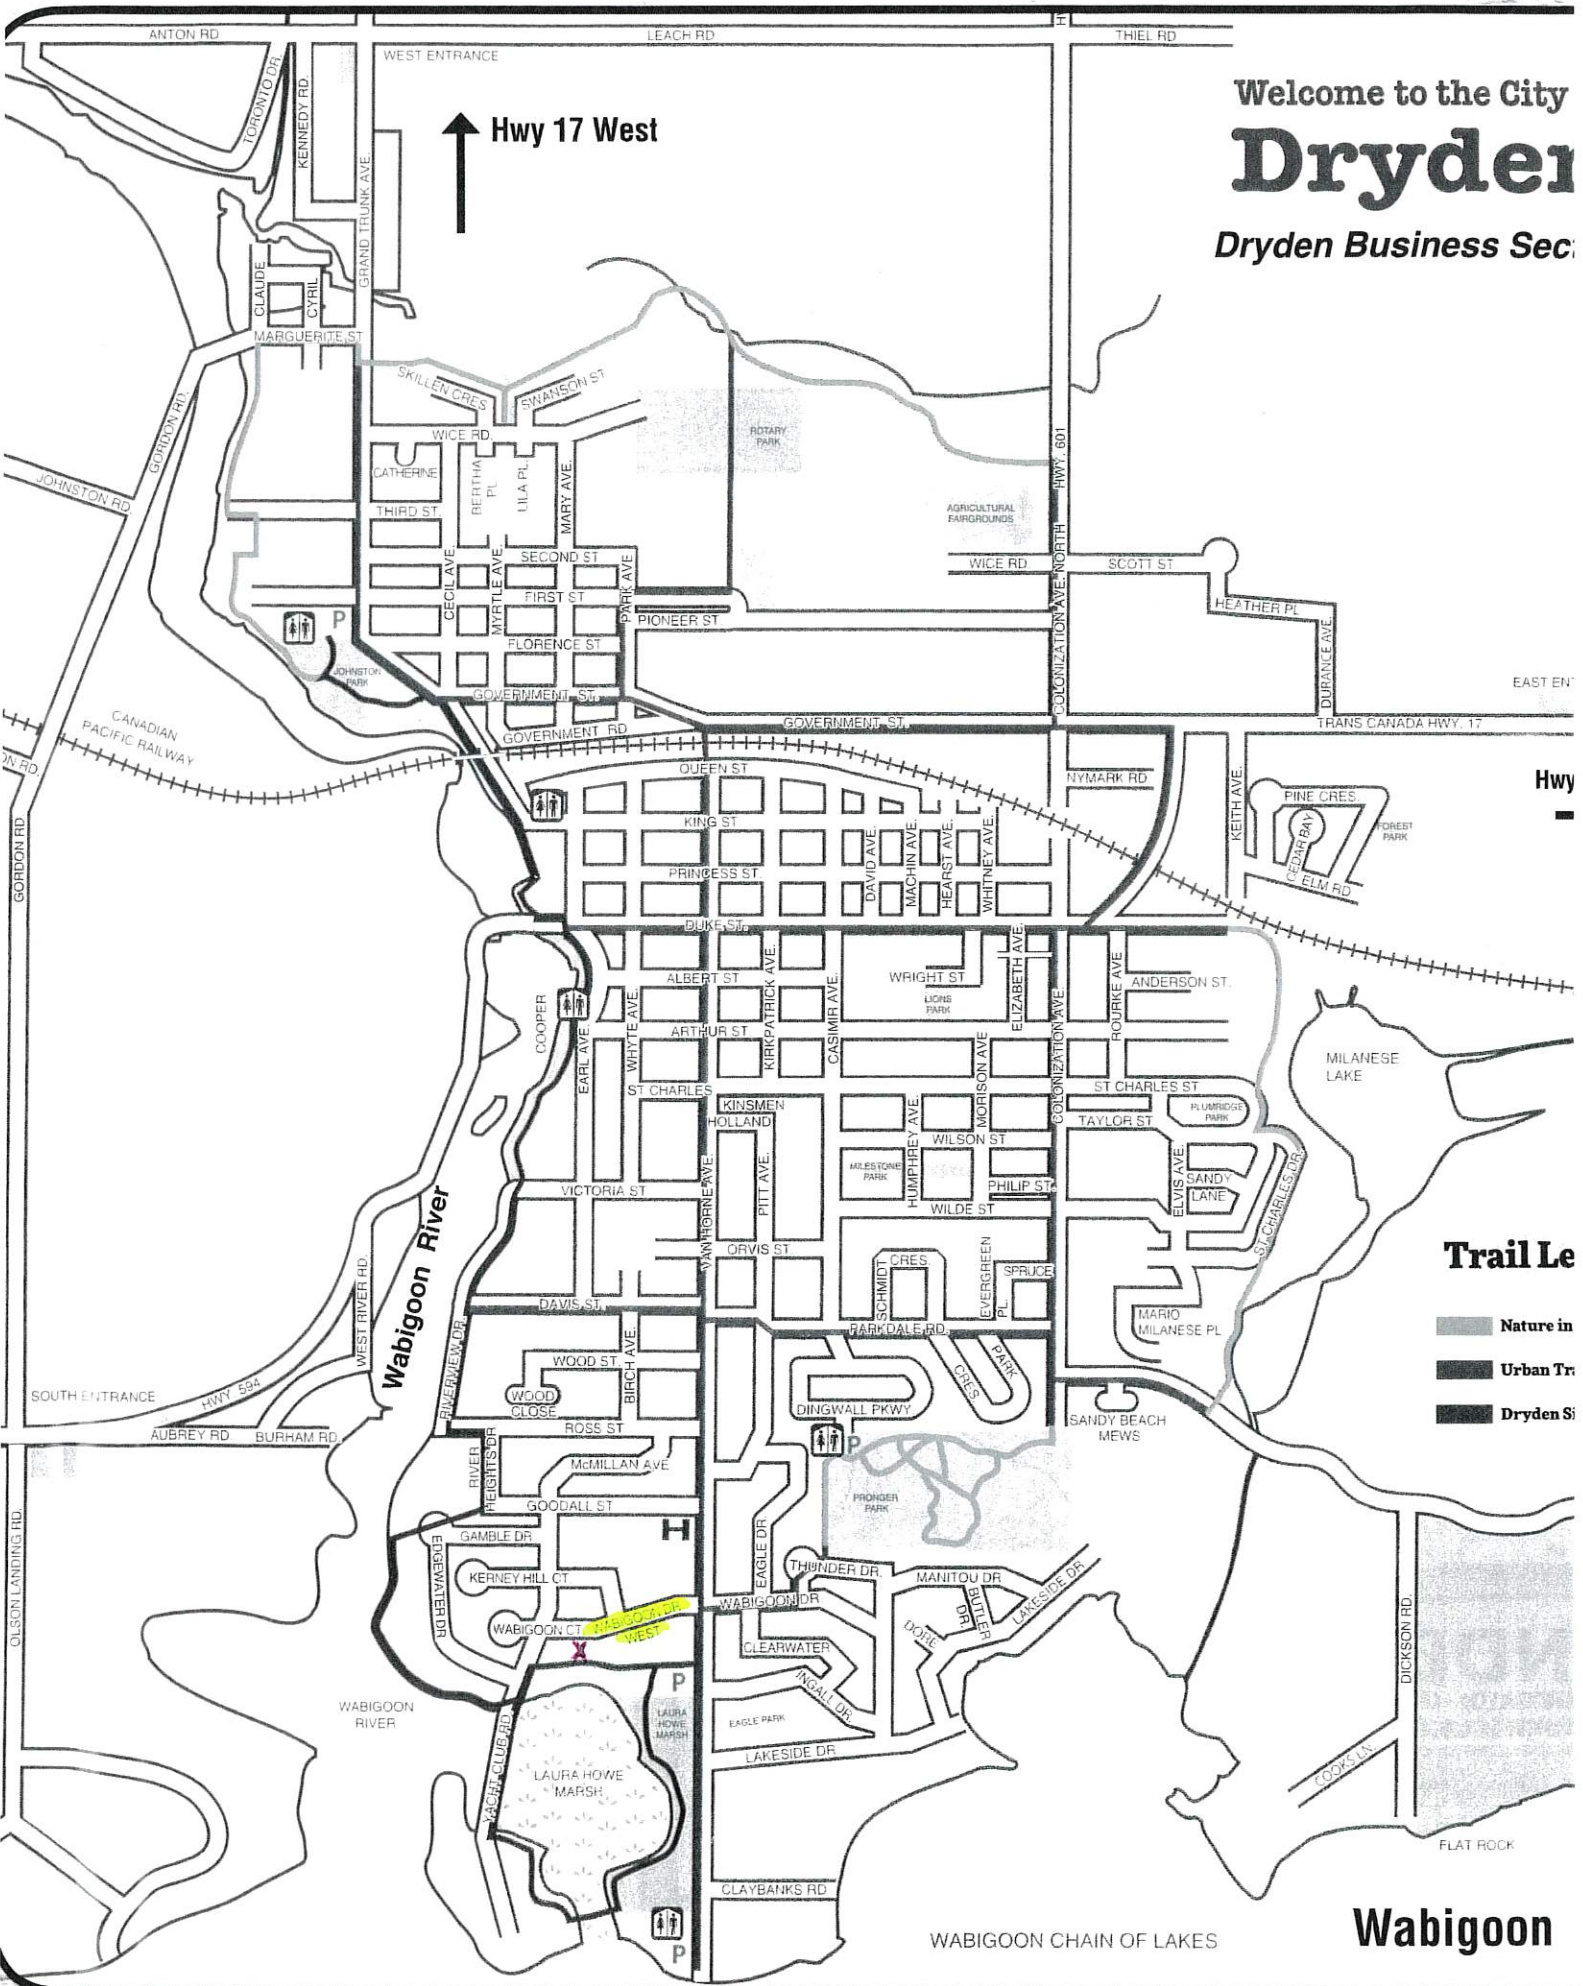 ANTON RD
LEACH RD
H
THIEL RD
WEST ENTRANCE
TORONTO DR.
KENNEDY RD.
GRAND TRUNK AVE.
Hwy 17 West
Welcome to the City
Dryden
Dryden Business Sec
CLAUDE
CYRIL
MARGUERITE ST
GORDON RD.
JOHNSTON RD.
SKILLEN CRES
SWANSON ST
WICE RD.
CATHERINE
BERTHA PL
LILA PL.
MARY AVE.
THIRD ST.
ROTARY
PARK
HWY. 601
AGRICULTURAL
FAIRGROUNDS
COLONIZATION AVE. NORTH
WICE RD
SCOTT ST
HEATHER PL
DURANCE AVE.
SECOND ST
CECIL AVE.
MYRTLE AVE.
FIRST ST
PARK AVE
PIONEER ST
FLORENCE ST
P
JOHNSTON
PARK
GOVERNMENT ST.
GOVERNMENT ST.
GOVERNMENT RD
EAST EN
TRANS CANADA HWY. 17
CANADIAN
PACIFIC RAILWAY
ON RD.
QUEEN ST
NYMARK RD
KEITH AVE.
PINE CRES.
CEDAR BAY
FOREST
PARK
ELM RD
Hwy
KING ST
GORDON RD.
DAVID AVE.
MACHIN AVE.
HEARST AVE.
WHITNEY AVE.
PRINCESS ST.
DUKE ST.
ALBERT ST
KIRKPATRICK AVE.
CASIMIR AVE.
WRIGHT ST
LIONS
PARK
ELIZABETH AVE.
ROURKE AVE
ANDERSON ST.
COOPER
EARL AVE.
WHYTE AVE.
ARTHUR ST
MORISON AVE
COLONIZATION AVE.
MILANESE
LAKE
ST CHARLES
ST CHARLES ST
KINSMEN
HOLLAND
HUMPHREY AVE.
PLUMRIDGE
PARK
TAYLOR ST
WILSON ST
MILESTONE
PARK
PITT AVE.
VAN HORNE AVE.
VICTORIA ST
PHILIP ST
WILDE ST
ELVIS AVE.
SANDY
LANE
ST. CHARLES DR.
ORVIS ST
SCHMIDT
CRES.
EVERGREEN
PL.
SPRUCE
Wabigoon River
WEST RIVER RD.
RIVERVIEW DR.
DAVIS ST.
BIRCH AVE.
PARKDALE RD.
MARIO
MILANESE PL
Trail Le
Nature in
Urban Tra
Dryden Si
WOOD ST.
WOOD
CLOSE
PARK
CRES.
DINGWALL PKWY
SANDY BEACH
MEWS
SOUTH ENTRANCE
HWY 594
AUBREY RD
BURHAM RD.
ROSS ST
P
RIVER
HEIGHTS DR
McMILLAN AVE
GOODALL ST
PRONGER
PARK
H
EAGLE DR
OLSON LANDING RD.
GAMBLE DR
EDGEWATER DR
KERNEY HILL CT
THUNDER DR.
MANITOU DR
LAKESIDE DR
BUTLER
DR.
DORE
DICKSON RD.
WABIGOON DR
WABIGOON CT
WABIGOON DR
WEST
X
CLEARWATER
INGALL DR.
P
LAURA
HOWE
MARSH
EAGLE PARK
LAKESIDE DR
WABIGOON
RIVER
YACHT CLUB RD.
LAURA HOWE
MARSH
COOKS LN.
FLAT ROCK
CLAYBANKS RD
P
WABIGOON CHAIN OF LAKES
Wabigoon